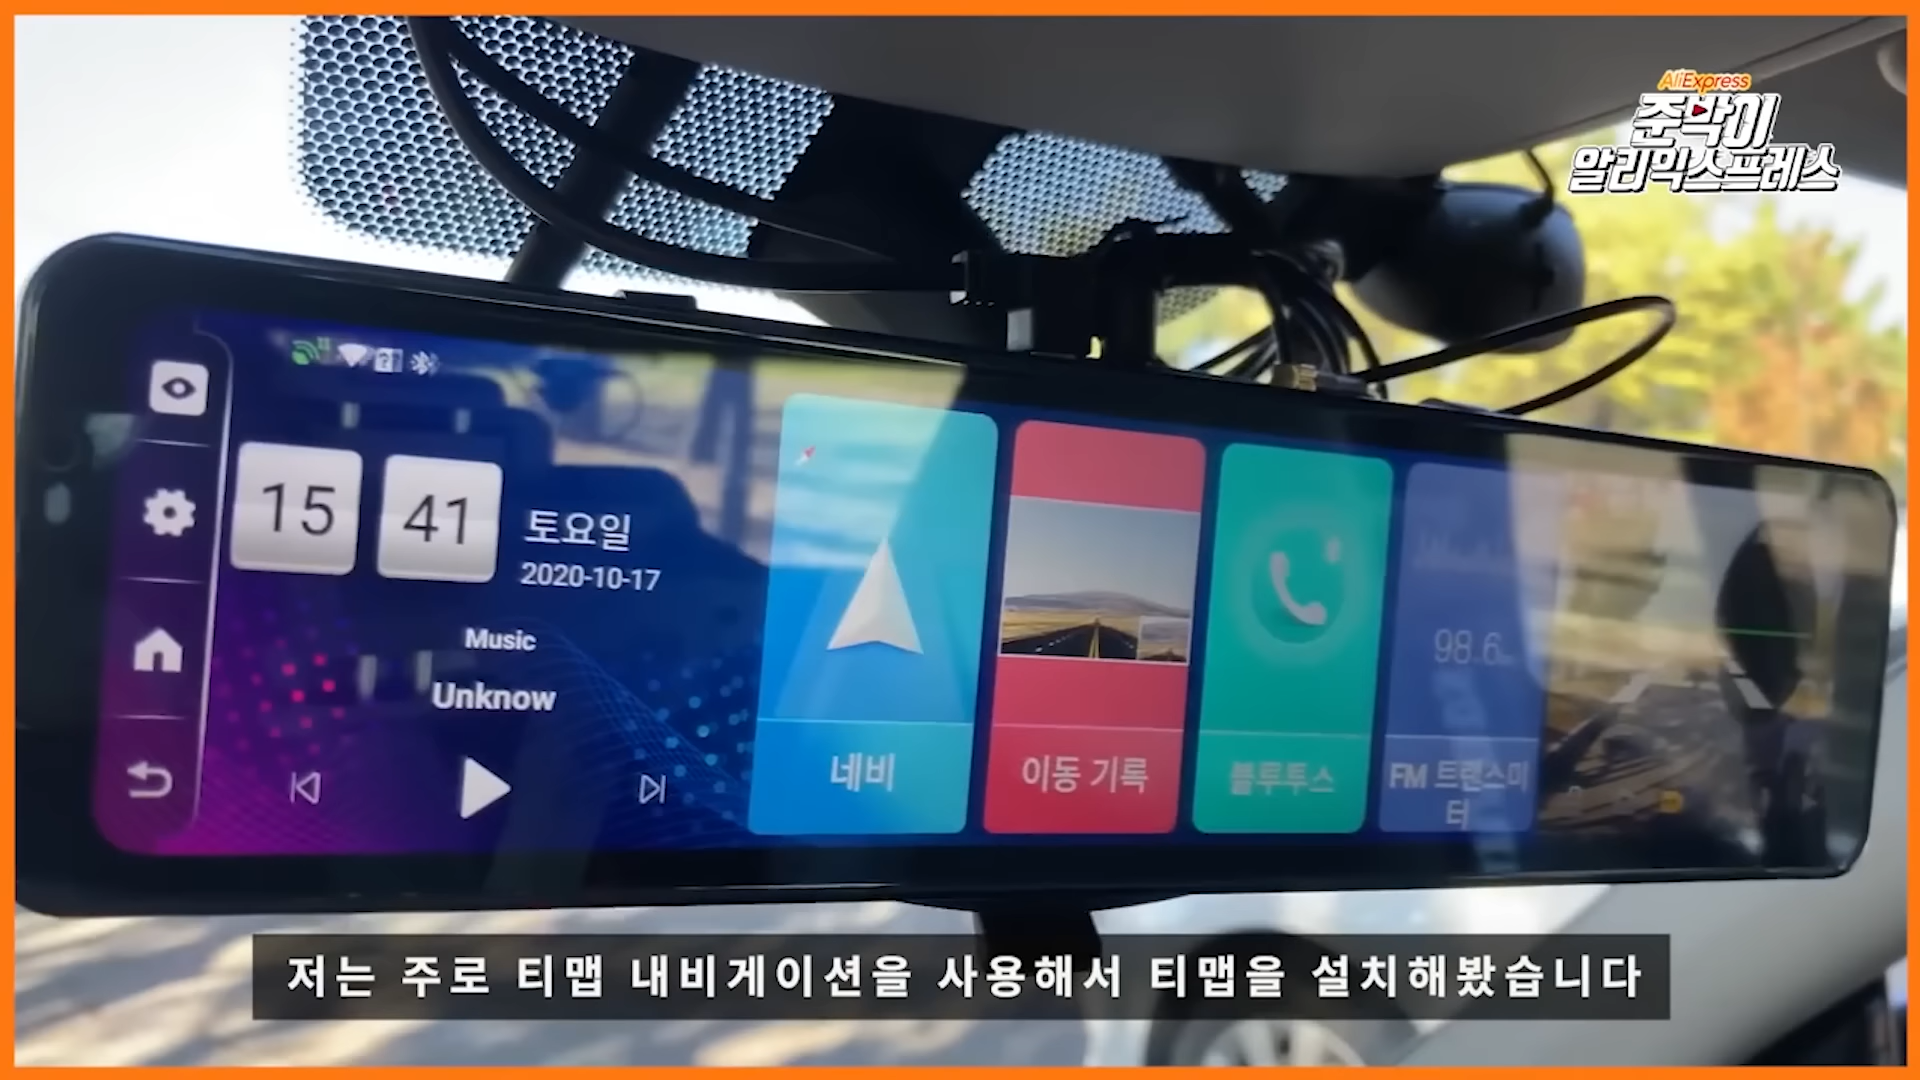 AliExpress
준박이
알리익스프레스
15 41
토요일
2020-10-17
Music
Unknow
네비
이동 기록
블투투스
98.6
FM 트랜스미
터
저는 주로 티맵 내비게이션을 사용해서 티맵을 설치해봤습니다